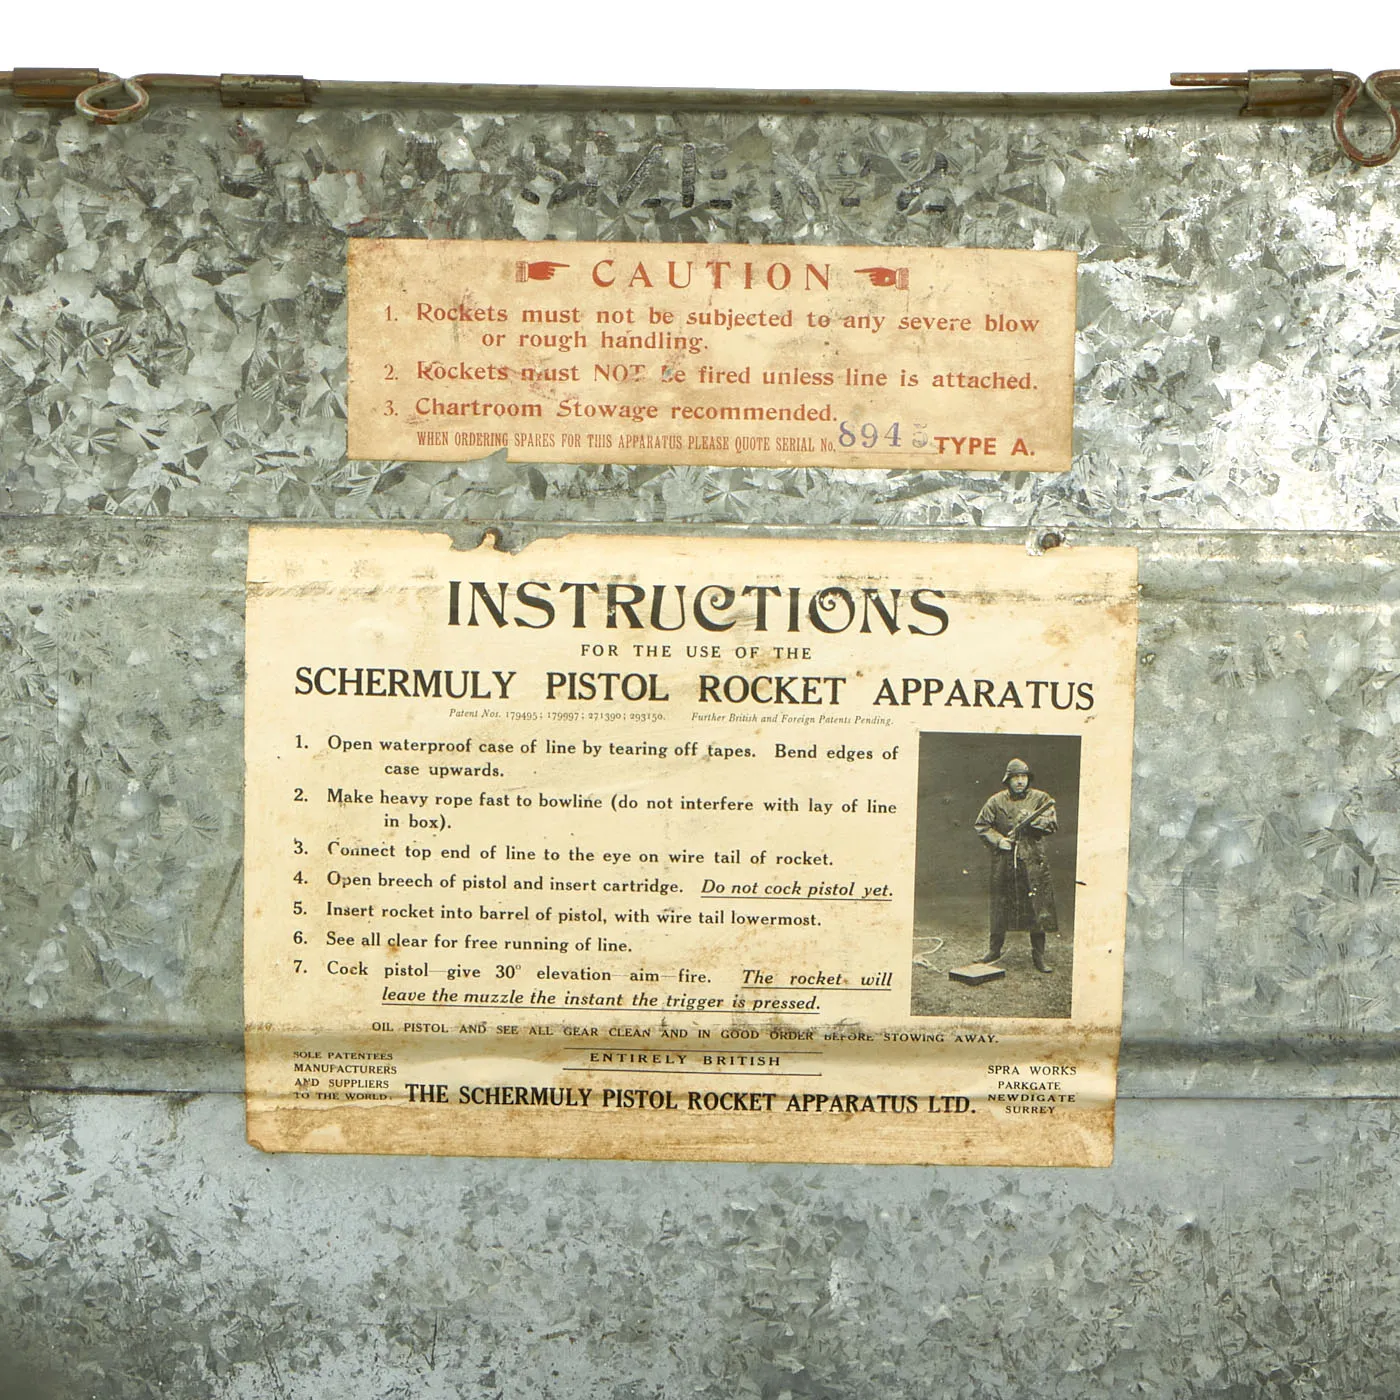 CAUTION
1. Rockets must not be subjected to any severe blow
or rough handling.
2. Rockets must NOT be fired unless line is attached.
3. Chartroom Stowage recommended.
WHEN ORDERING SPARES FOR THIS APPARATUS PLEASE QUOTE SERIAL No. 8945 TYPE A.
INSTRUCTIONS
FOR THE USE OF THE
SCHERMULY PISTOL ROCKET APPARATUS
Patent Nos. 179495; 179997; 271390; 293150. Further British and Foreign Patents Pending.
1. Open waterproof case of line by tearing off tapes. Bend edges of
case upwards.
2. Make heavy rope fast to bowline (do not interfere with lay of line
in box).
3. Connect top end of line to the eye on wire tail of rocket.
4. Open breech of pistol and insert cartridge. Do not cock pistol yet.
5. Insert rocket into barrel of pistol, with wire tail lowermost.
6. See all clear for free running of line.
7. Cock pistol—give 30° elevation—aim—fire. The rocket will
leave the muzzle the instant the trigger is pressed.
OIL PISTOL AND SEE ALL GEAR CLEAN AND IN GOOD ORDER BEFORE STOWING AWAY.
ENTIRELY BRITISH
SOLE PATENTEES
MANUFACTURERS
AND SUPPLIERS
TO THE WORLD.
THE SCHERMULY PISTOL ROCKET APPARATUS LTD.
SPRA WORKS
PARKGATE
NEWDIGATE
SURREY